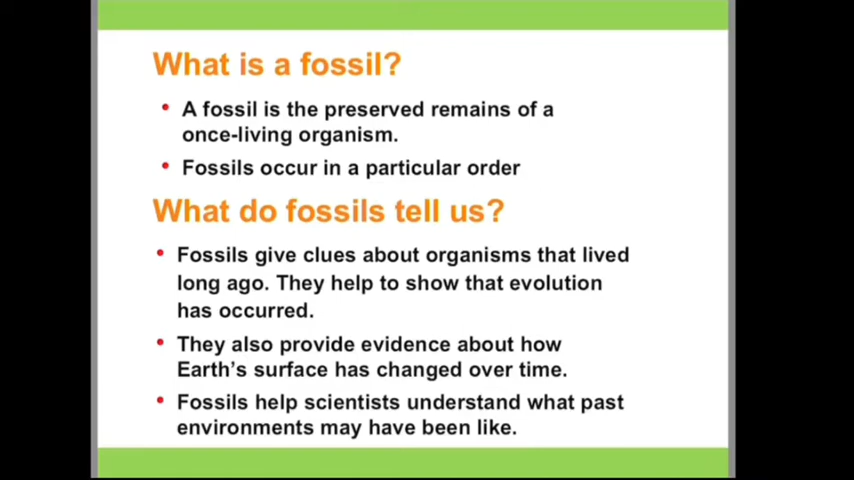 What is a fossil?
• A fossil is the preserved remains of a
once-living organism.
• Fossils occur in a particular order
What do fossils tell us?
• Fossils give clues about organisms that lived
long ago. They help to show that evolution
has occurred.
• They also provide evidence about how
Earth's surface has changed over time.
• Fossils help scientists understand what past
environments may have been like.